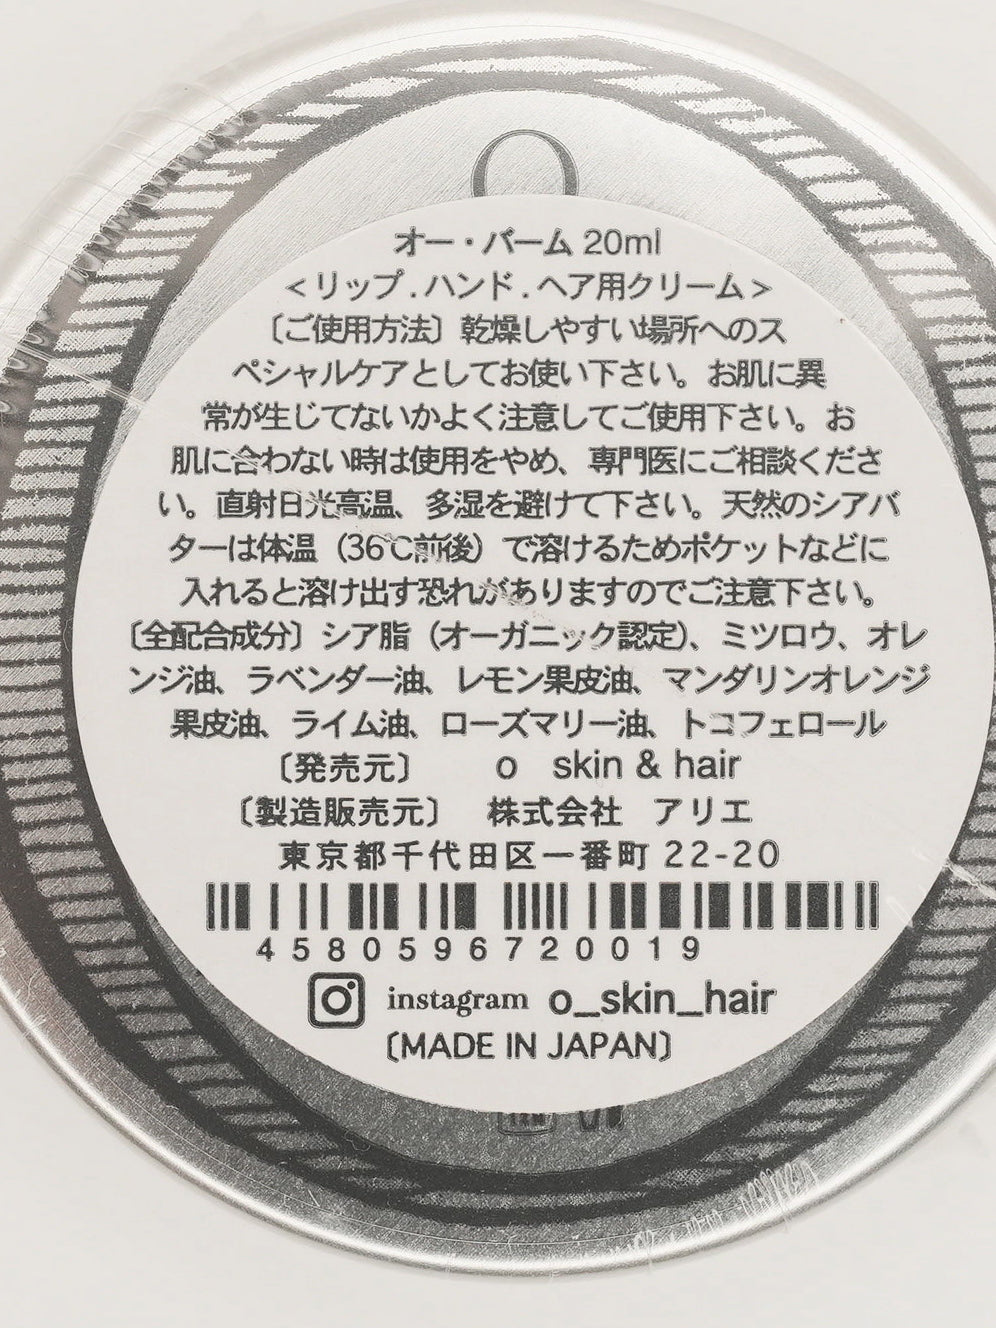 O
オー・バーム 20ml
<リップ.ハンド.ヘア用クリーム>
〔ご使用方法〕乾燥しやすい場所へのス
ペシャルケアとしてお使い下さい。お肌に異
常が生じてないかよく注意してご使用下さい。お
肌に合わない時は使用をやめ、専門医にご相談くださ
い。直射日光高温、多湿を避けて下さい。天然のシアバ
ターは体温（36℃前後）で溶けるためポケットなどに
入れると溶け出す恐れがありますのでご注意下さい。
〔全配合成分〕シア脂（オーガニック認定）、ミツロウ、オレ
ンジ油、ラベンダー油、レモン果皮油、マンダリンオレンジ
果皮油、ライム油、ローズマリー油、トコフェロール
〔発売元〕 o skin & hair
〔製造販売元〕 株式会社 アリエ
東京都千代田区一番町 22-20
4580596720019
instagram o_skin_hair
〔MADE IN JAPAN〕